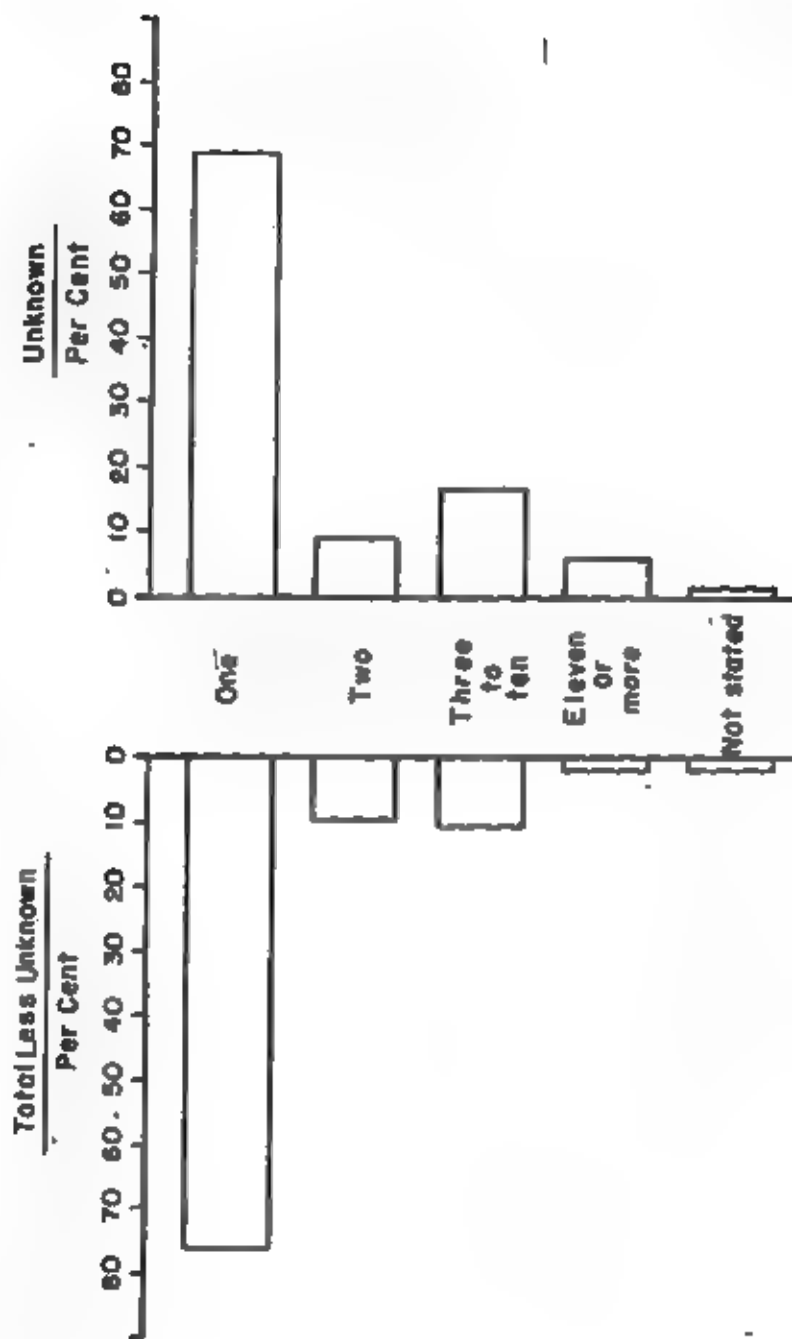 Total Less Unknown
Per Cent
Unknown
Per Cent
80 70 60 50 40 30 20 10 0
0 10 20 30 40 50 60 70 80
One
Two
Three
to
ten
Eleven
or
more
Not stated